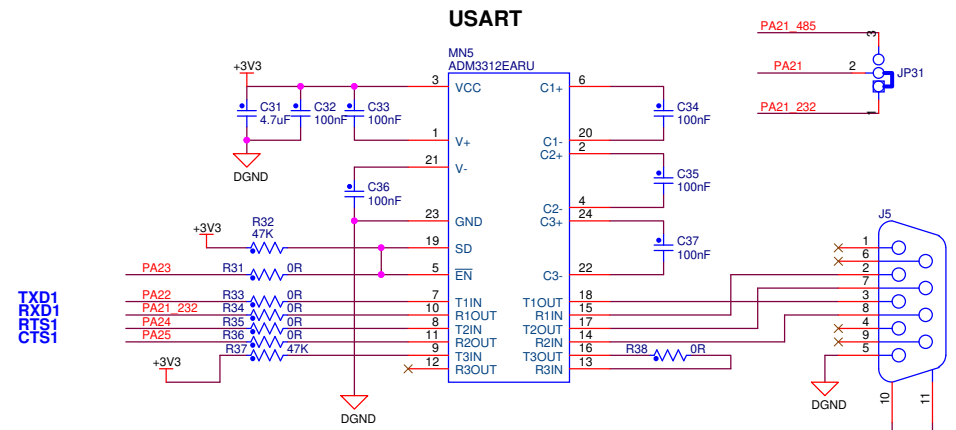 USART
PA21_485
3
PA21
2
JP31
PA21_232
1
MN5
ADM3312EARU
+3V3
3
VCC
C1+
6
C31
4.7uF
C32
100nF
C33
100nF
C34
100nF
1
V+
C1-
20
C2+
2
21
V-
C36
100nF
C35
100nF
C2-
4
23
GND
C3+
24
DGND
R32
47K
+3V3
19
SD
C37
100nF
PA23
R31
0R
5
EN
C3-
22
TXD1
PA22
R33
0R
7
T1IN
T1OUT
18
RXD1
PA21_232
R34
0R
10
R1OUT
R1IN
15
RTS1
PA24
R35
0R
8
T2IN
T2OUT
17
CTS1
PA25
R36
0R
11
R2OUT
R2IN
14
R37
47K
9
T3IN
T3OUT
16
R38
0R
+3V3
12
R3OUT
R3IN
13
DGND
J5
1
6
2
7
3
8
4
9
5
DGND
10
11